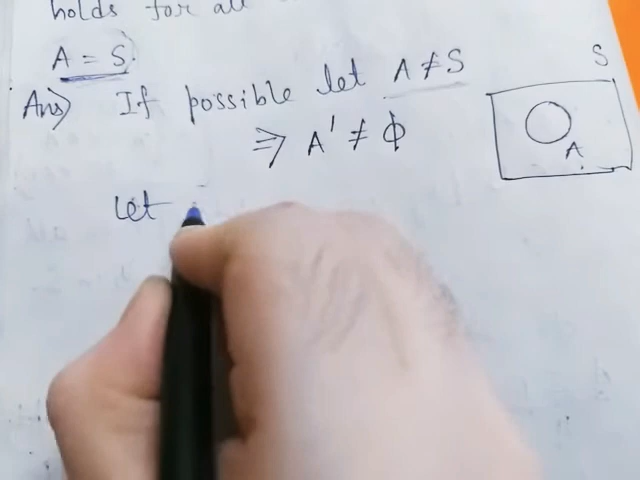 holds for all
A = S.
Ans) If possible let A ≠ S
⇒ A' ≠ ϕ
S
A
Let